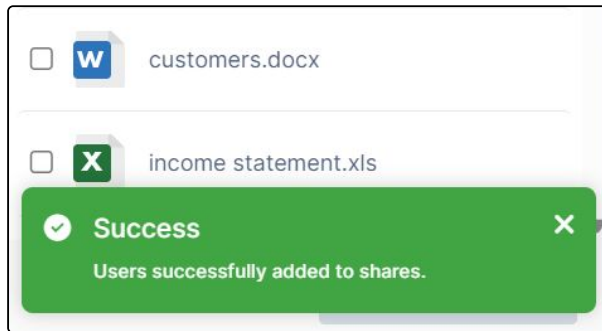 W customers.docx
X income statement.xls
Success
Users successfully added to shares.